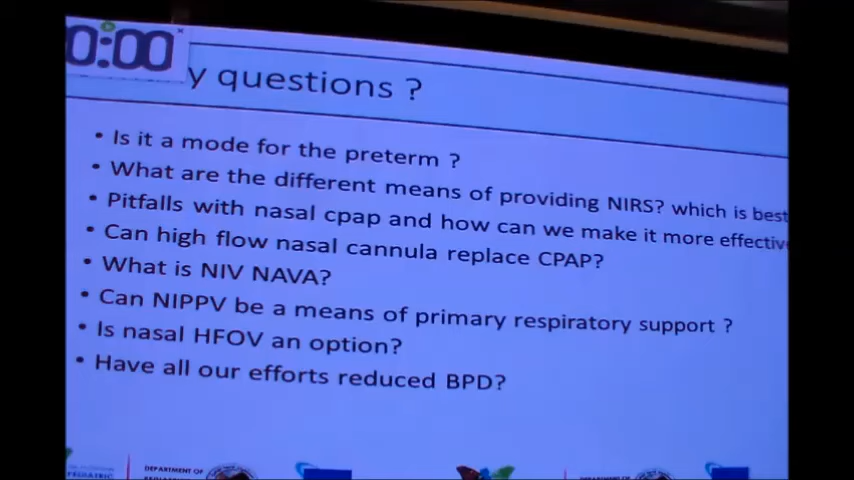 0:00
y questions ?
• Is it a mode for the preterm ?
• What are the different means of providing NIRS? which is best
• Pitfalls with nasal cpap and how can we make it more effectiv
• Can high flow nasal cannula replace CPAP?
• What is NIV NAVA?
• Can NIPPV be a means of primary respiratory support ?
• Is nasal HFOV an option?
• Have all our efforts reduced BPD?
DEPARTMENT OF